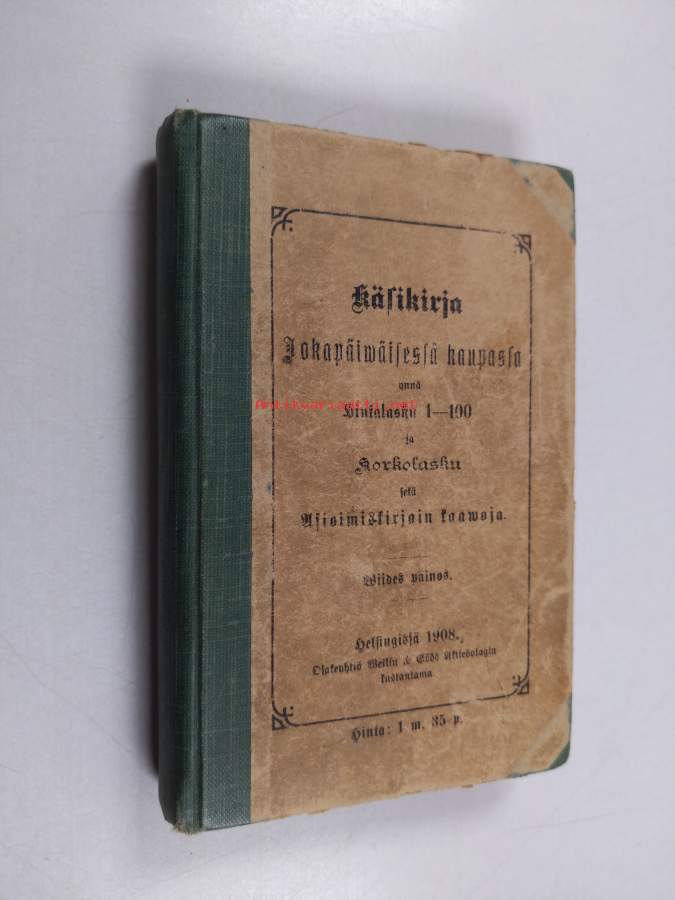 Käsikirja
Jokapäiwäisessä kaupassa
ynnä
Hintalasku 1—100
ja
Korkolasku
sekä
Asioimiskirjain kaawoja.
Wiides painos.
Helsingissä 1908.
Osakeyhtiö Weilin & Göös Aktiebolagin
kustantama
Hinta: 1 m. 35 p.